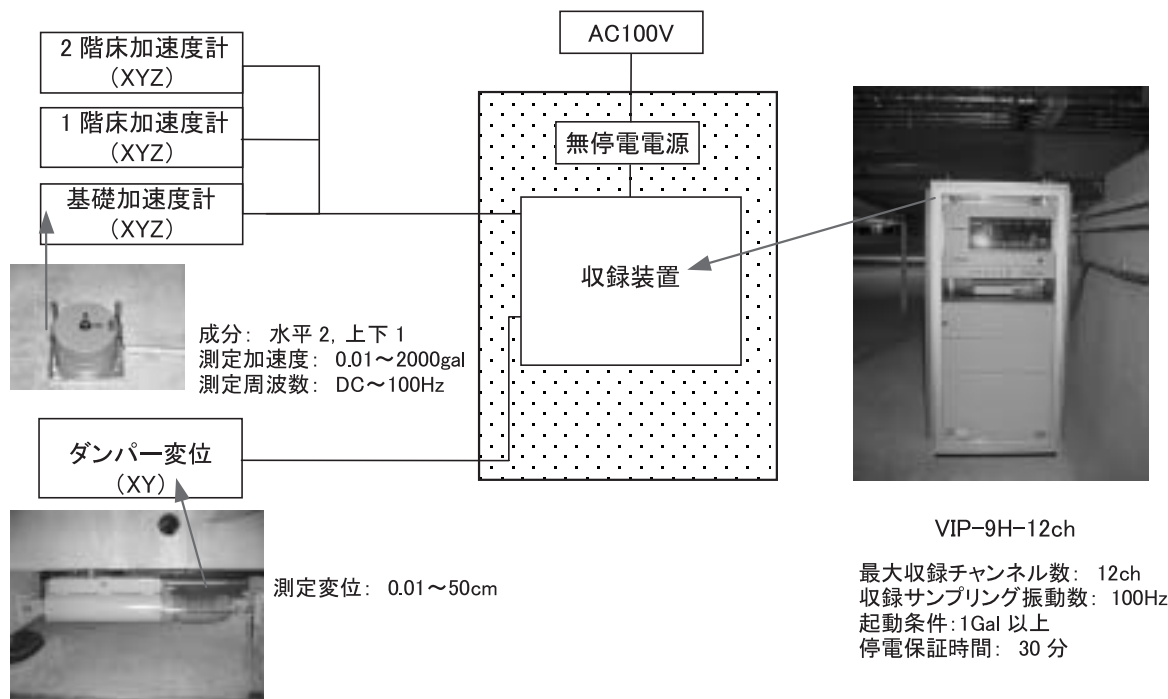 2 階床加速度計
(XYZ)
1 階床加速度計
(XYZ)
基礎加速度計
(XYZ)
AC100V
無停電電源
収録装置
成分： 水平 2, 上下 1
測定加速度： 0.01～2000gal
測定周波数： DC～100Hz
ダンパー変位
(XY)
測定変位： 0.01～50cm
VIP-9H-12ch
最大収録チャンネル数： 12ch
収録サンプリング振動数： 100Hz
起動条件：1Gal 以上
停電保証時間： 30 分